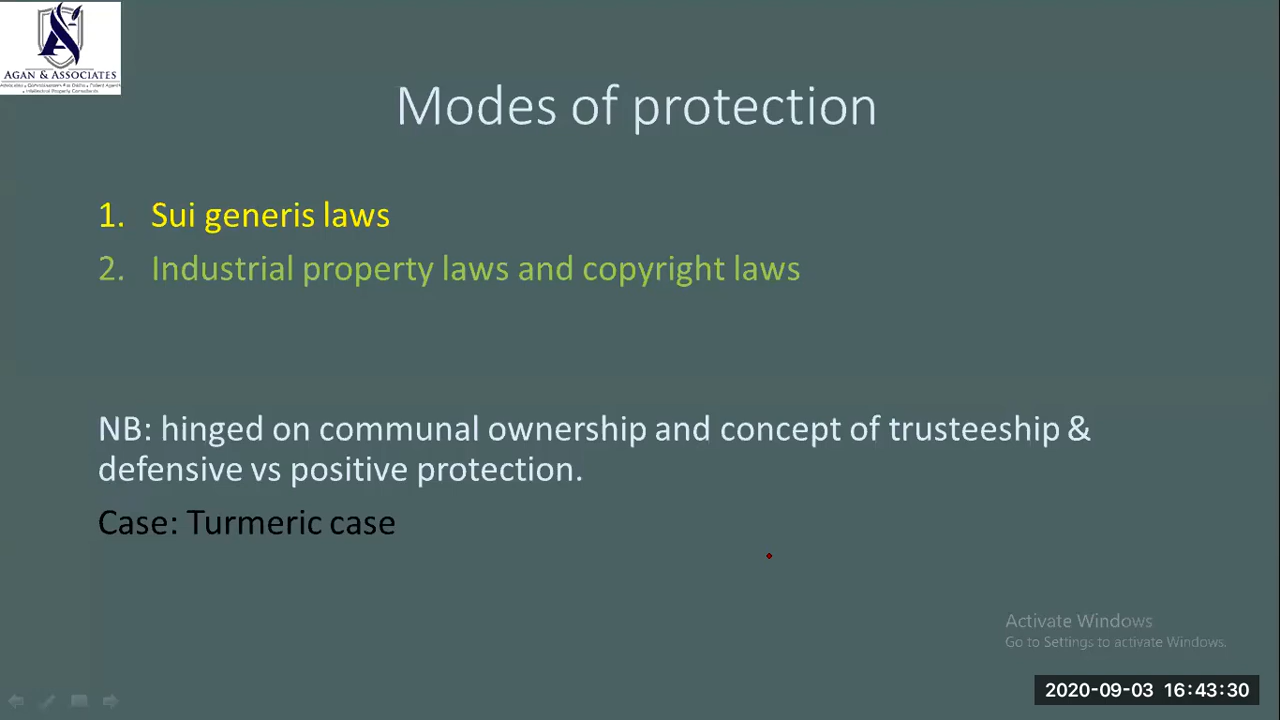 AGAN & ASSOCIATES
Modes of protection
1. Sui generis laws
2. Industrial property laws and copyright laws
NB: hinged on communal ownership and concept of trusteeship &
defensive vs positive protection.
Case: Turmeric case
Activate Windows
Go to Settings to activate Windows.
2020-09-03 16:43:30